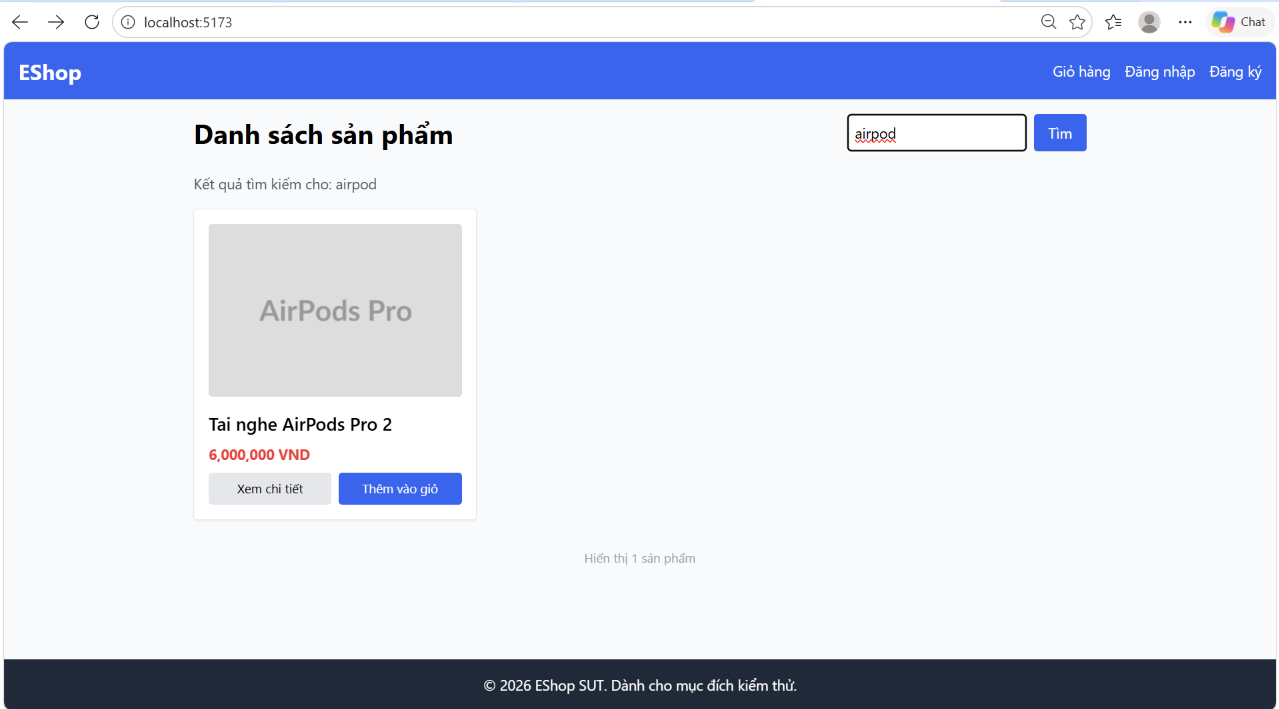 localhost:5173
Chat
EShop
Giỏ hàng Đăng nhập Đăng ký
Danh sách sản phẩm
airpod
Tìm
Kết quả tìm kiếm cho: airpod
AirPods Pro
Tai nghe AirPods Pro 2
6,000,000 VND
Xem chi tiết
Thêm vào giỏ
Hiển thị 1 sản phẩm
© 2026 EShop SUT. Dành cho mục đích kiểm thử.